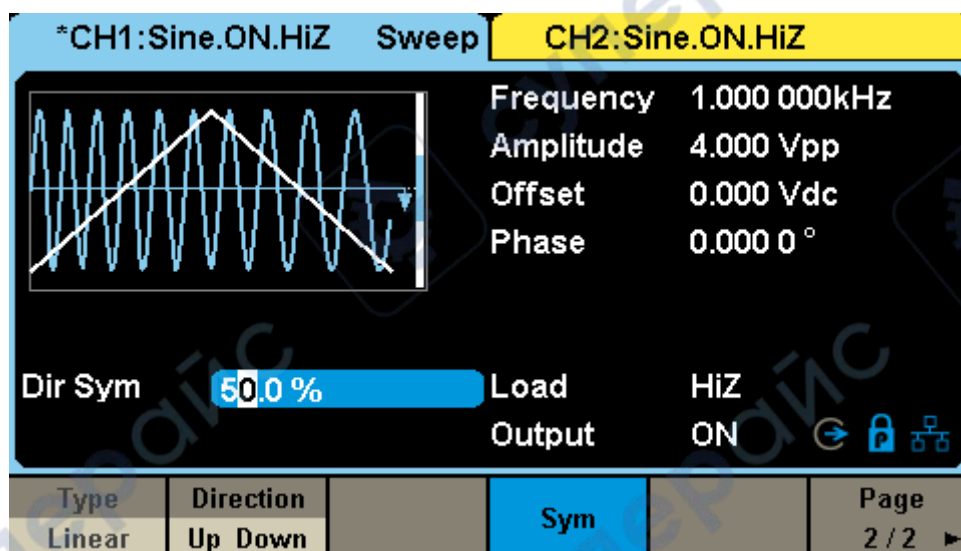 *CH1:Sine.ON.HiZ Sweep CH2:Sine.ON.HiZ
Frequency 1.000 000kHz
Amplitude 4.000 Vpp
Offset 0.000 Vdc
Phase 0.000 0 °
Dir Sym 50.0 % Load HiZ
Output ON
Type Direction Sym Page
Linear Up Down 2 / 2